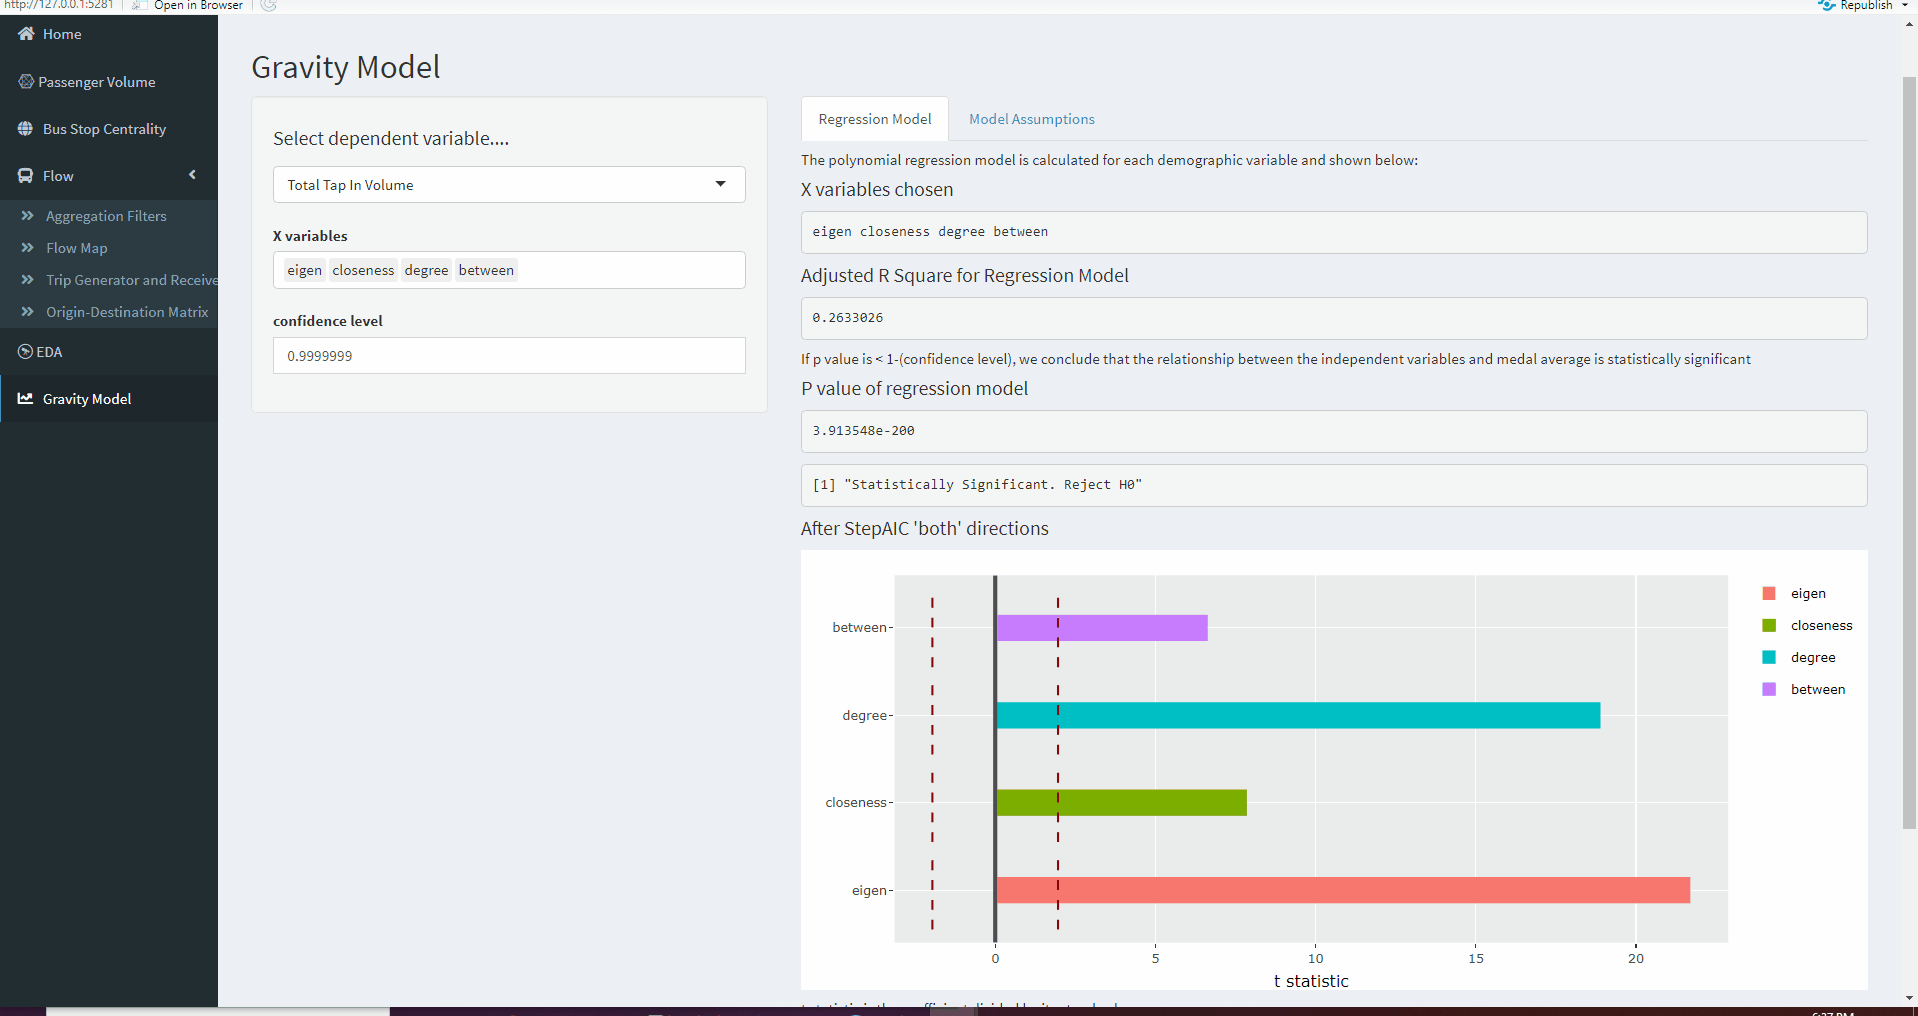 http://127.0.0.1:5281
Open in Browser
Republish
Home
Passenger Volume
Bus Stop Centrality
Flow
Aggregation Filters
Flow Map
Trip Generator and Receive
Origin-Destination Matrix
EDA
Gravity Model
Gravity Model
Select dependent variable....
Total Tap In Volume
X variables
eigen closeness degree between
confidence level
0.9999999
Regression Model
Model Assumptions
The polynomial regression model is calculated for each demographic variable and shown below:
X variables chosen
eigen closeness degree between
Adjusted R Square for Regression Model
0.2633026
If p value is < 1-(confidence level), we conclude that the relationship between the independent variables and medal average is statistically significant
P value of regression model
3.913548e-200
[1] "Statistically Significant. Reject H0"
After StepAIC 'both' directions
between
degree
closeness
eigen
0
5
10
15
20
t statistic
eigen
closeness
degree
between